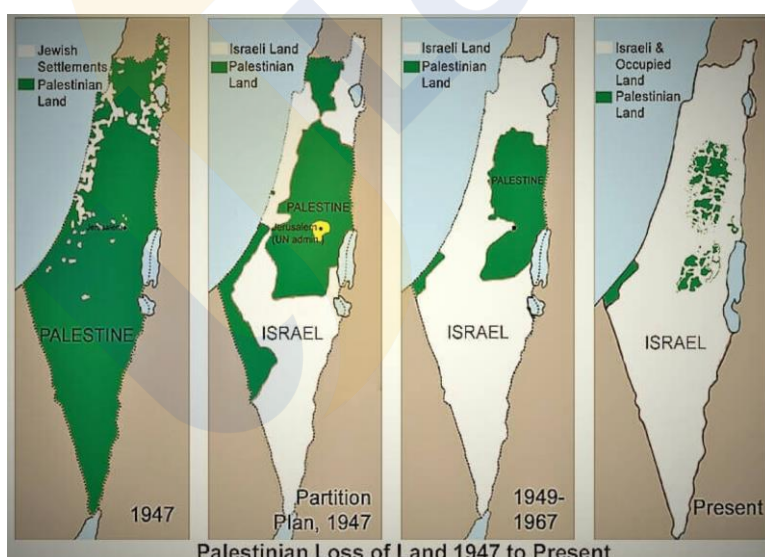 Jewish
Settlements
Palestinian
Land
Jerusalem
PALESTINE
1947
Israeli Land
Palestinian
Land
PALESTINE
Jerusalem
(UN admin.)
ISRAEL
Partition
Plan, 1947
Israeli Land
Palestinian
Land
PALESTINE
ISRAEL
1949-
1967
Israeli &
Occupied
Land
Palestinian
Land
ISRAEL
Present
Palestinian Loss of Land 1947 to Present